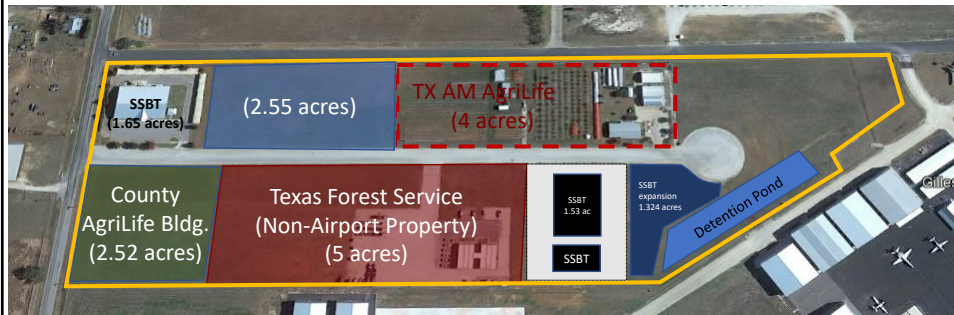 SSBT
(1.65 acres)
(2.55 acres)
TX AM AgriLife
(4 acres)
County
AgriLife Bldg.
(2.52 acres)
Texas Forest Service
(Non-Airport Property)
(5 acres)
SSBT
1.53 ac
SSBT
SSBT
expansion
1.324 acres
Detention Pond